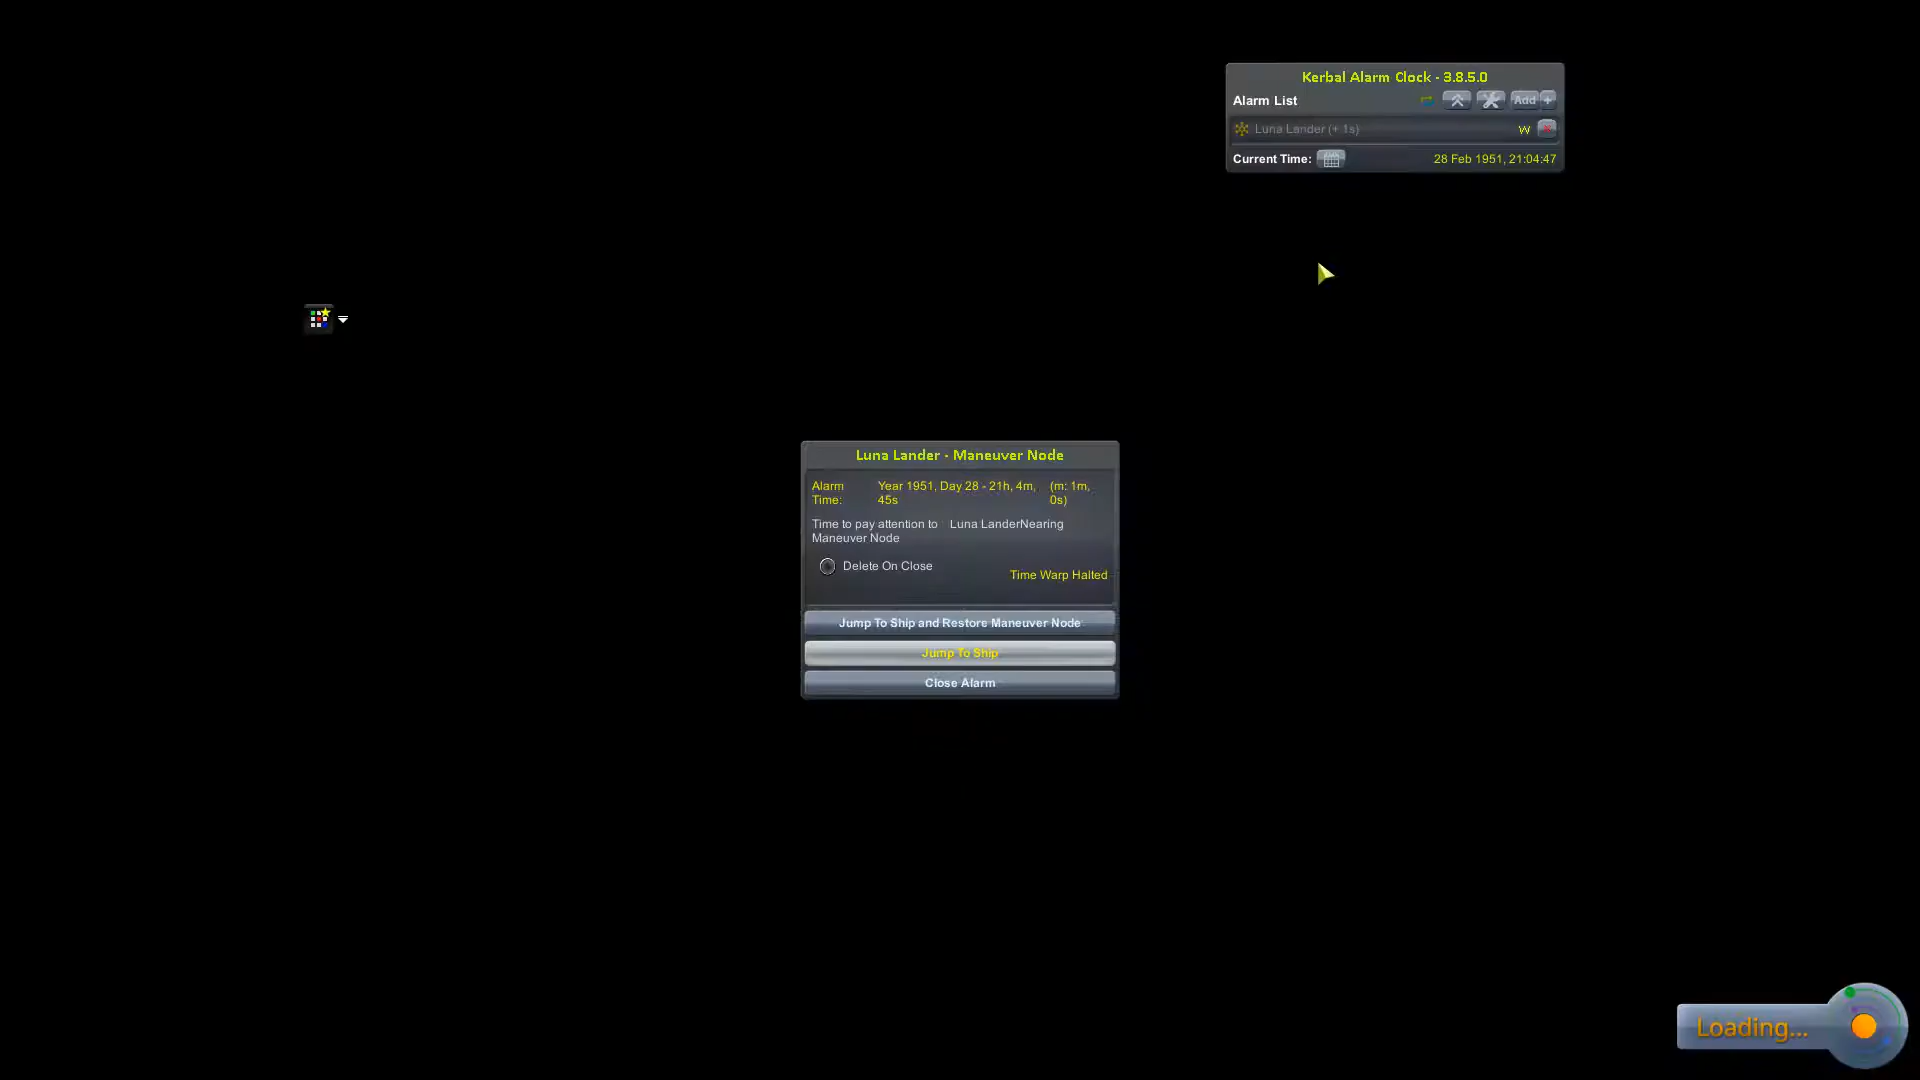 Kerbal Alarm Clock - 3.8.5.0
Alarm List
Add +
Luna Lander (+ 1s)
W
Current Time:
28 Feb 1951, 21:04:47
Luna Lander - Maneuver Node
Alarm Time: Year 1951, Day 28 - 21h, 4m, 45s (m: 1m, 0s)
Time to pay attention to Luna LanderNearing
Maneuver Node
Delete On Close
Time Warp Halted
Jump To Ship and Restore Maneuver Node
Jump To Ship
Close Alarm
Loading...